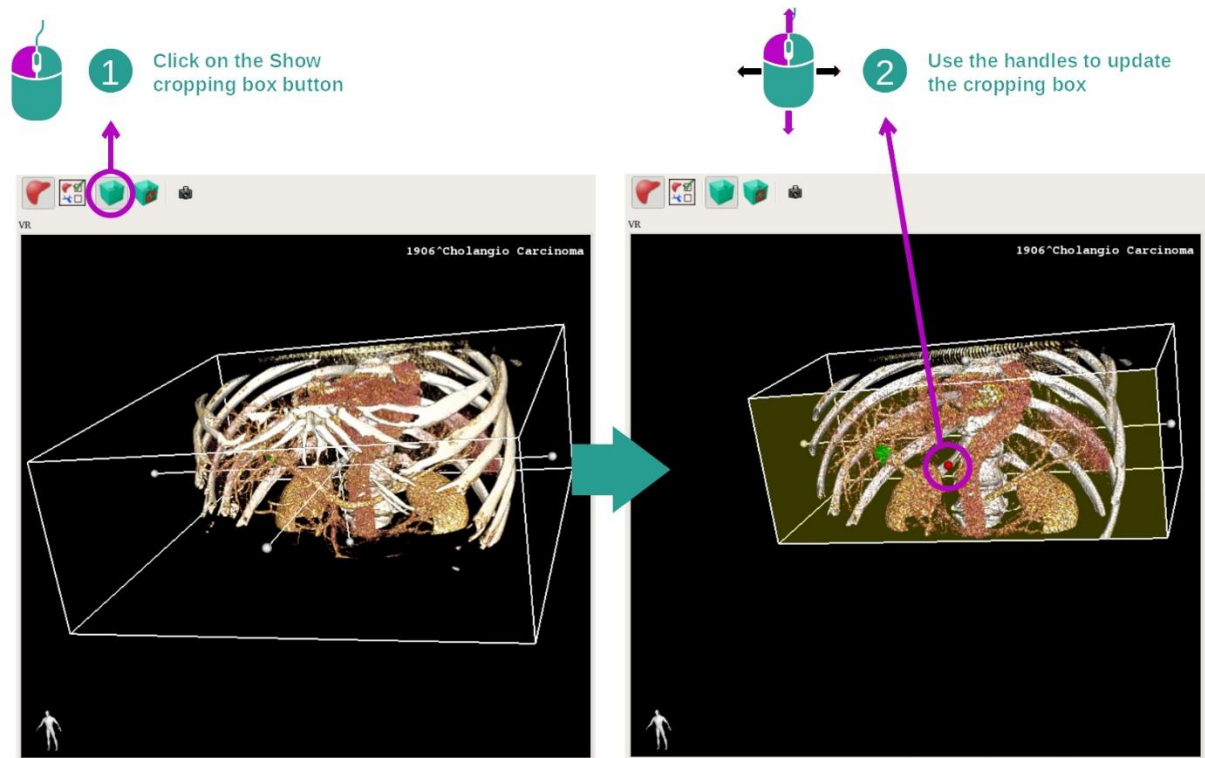 1
Click on the Show
cropping box button
2
Use the handles to update
the cropping box
VR
1906^Cholangio Carcinoma
VR
1906^Cholangio Carcinoma